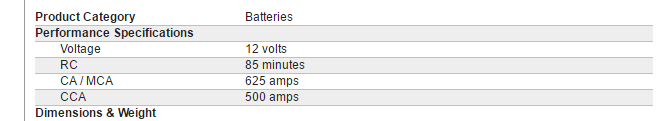 Product Category Batteries
Performance Specifications
Voltage 12 volts
RC 85 minutes
CA / MCA 625 amps
CCA 500 amps
Dimensions & Weight